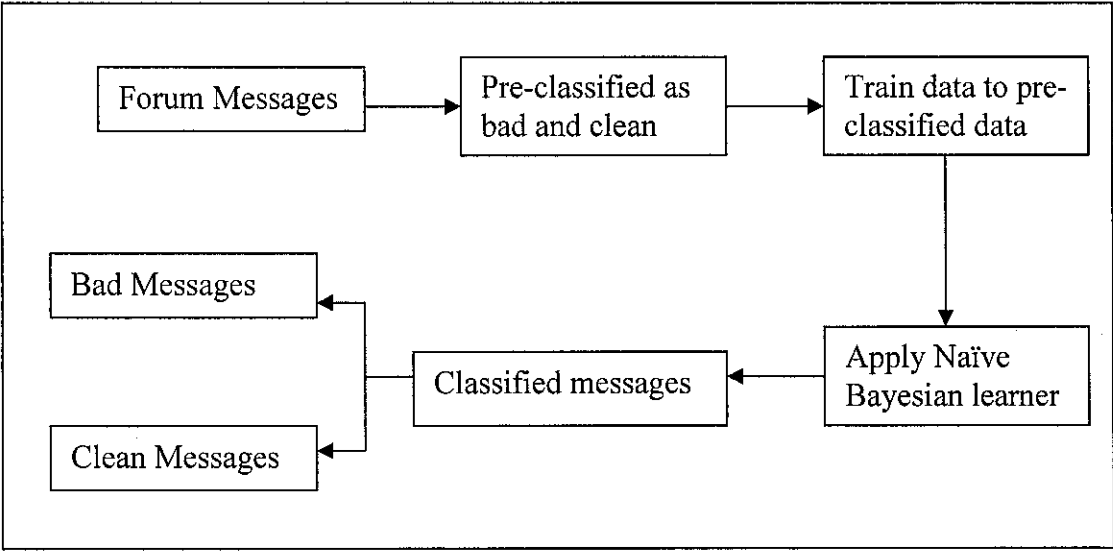 Forum Messages
Pre-classified as
bad and clean
Train data to pre-
classified data
Apply Naïve
Bayesian learner
Classified messages
Bad Messages
Clean Messages